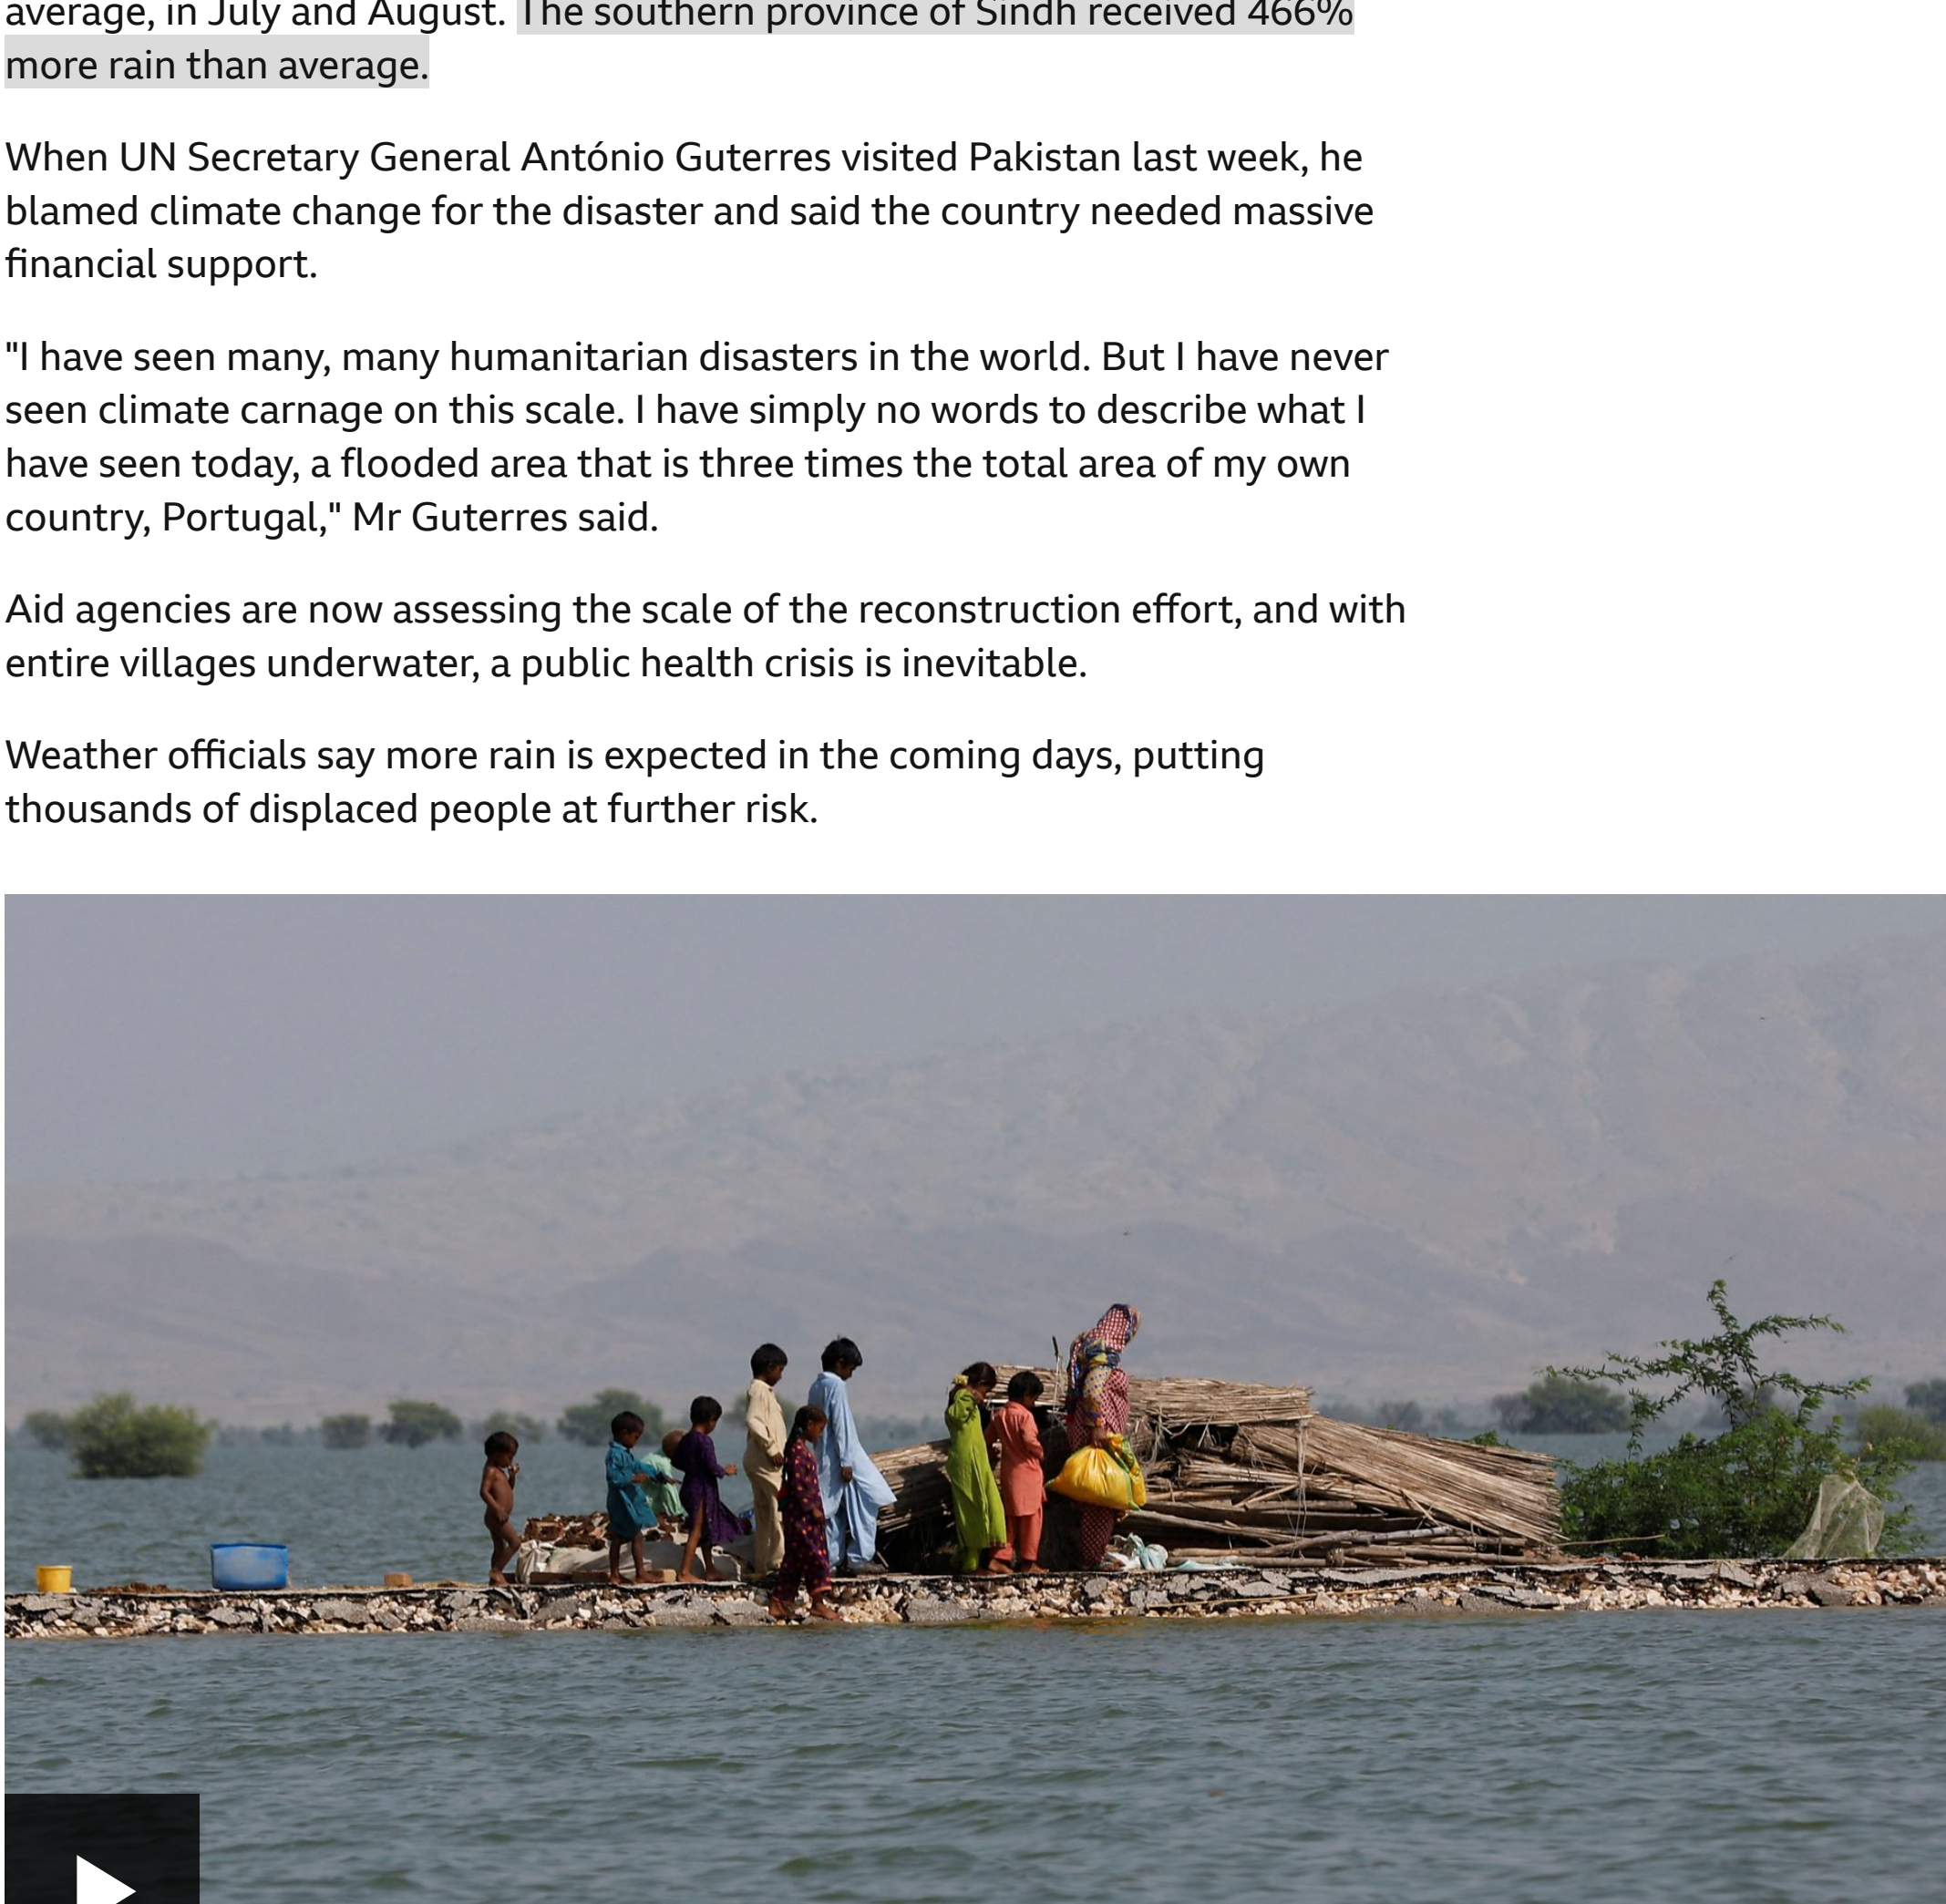 average, in July and August. The southern province of Sindh received 466%
more rain than average.
When UN Secretary General António Guterres visited Pakistan last week, he
blamed climate change for the disaster and said the country needed massive
financial support.
"I have seen many, many humanitarian disasters in the world. But I have never
seen climate carnage on this scale. I have simply no words to describe what I
have seen today, a flooded area that is three times the total area of my own
country, Portugal," Mr Guterres said.
Aid agencies are now assessing the scale of the reconstruction effort, and with
entire villages underwater, a public health crisis is inevitable.
Weather officials say more rain is expected in the coming days, putting
thousands of displaced people at further risk.